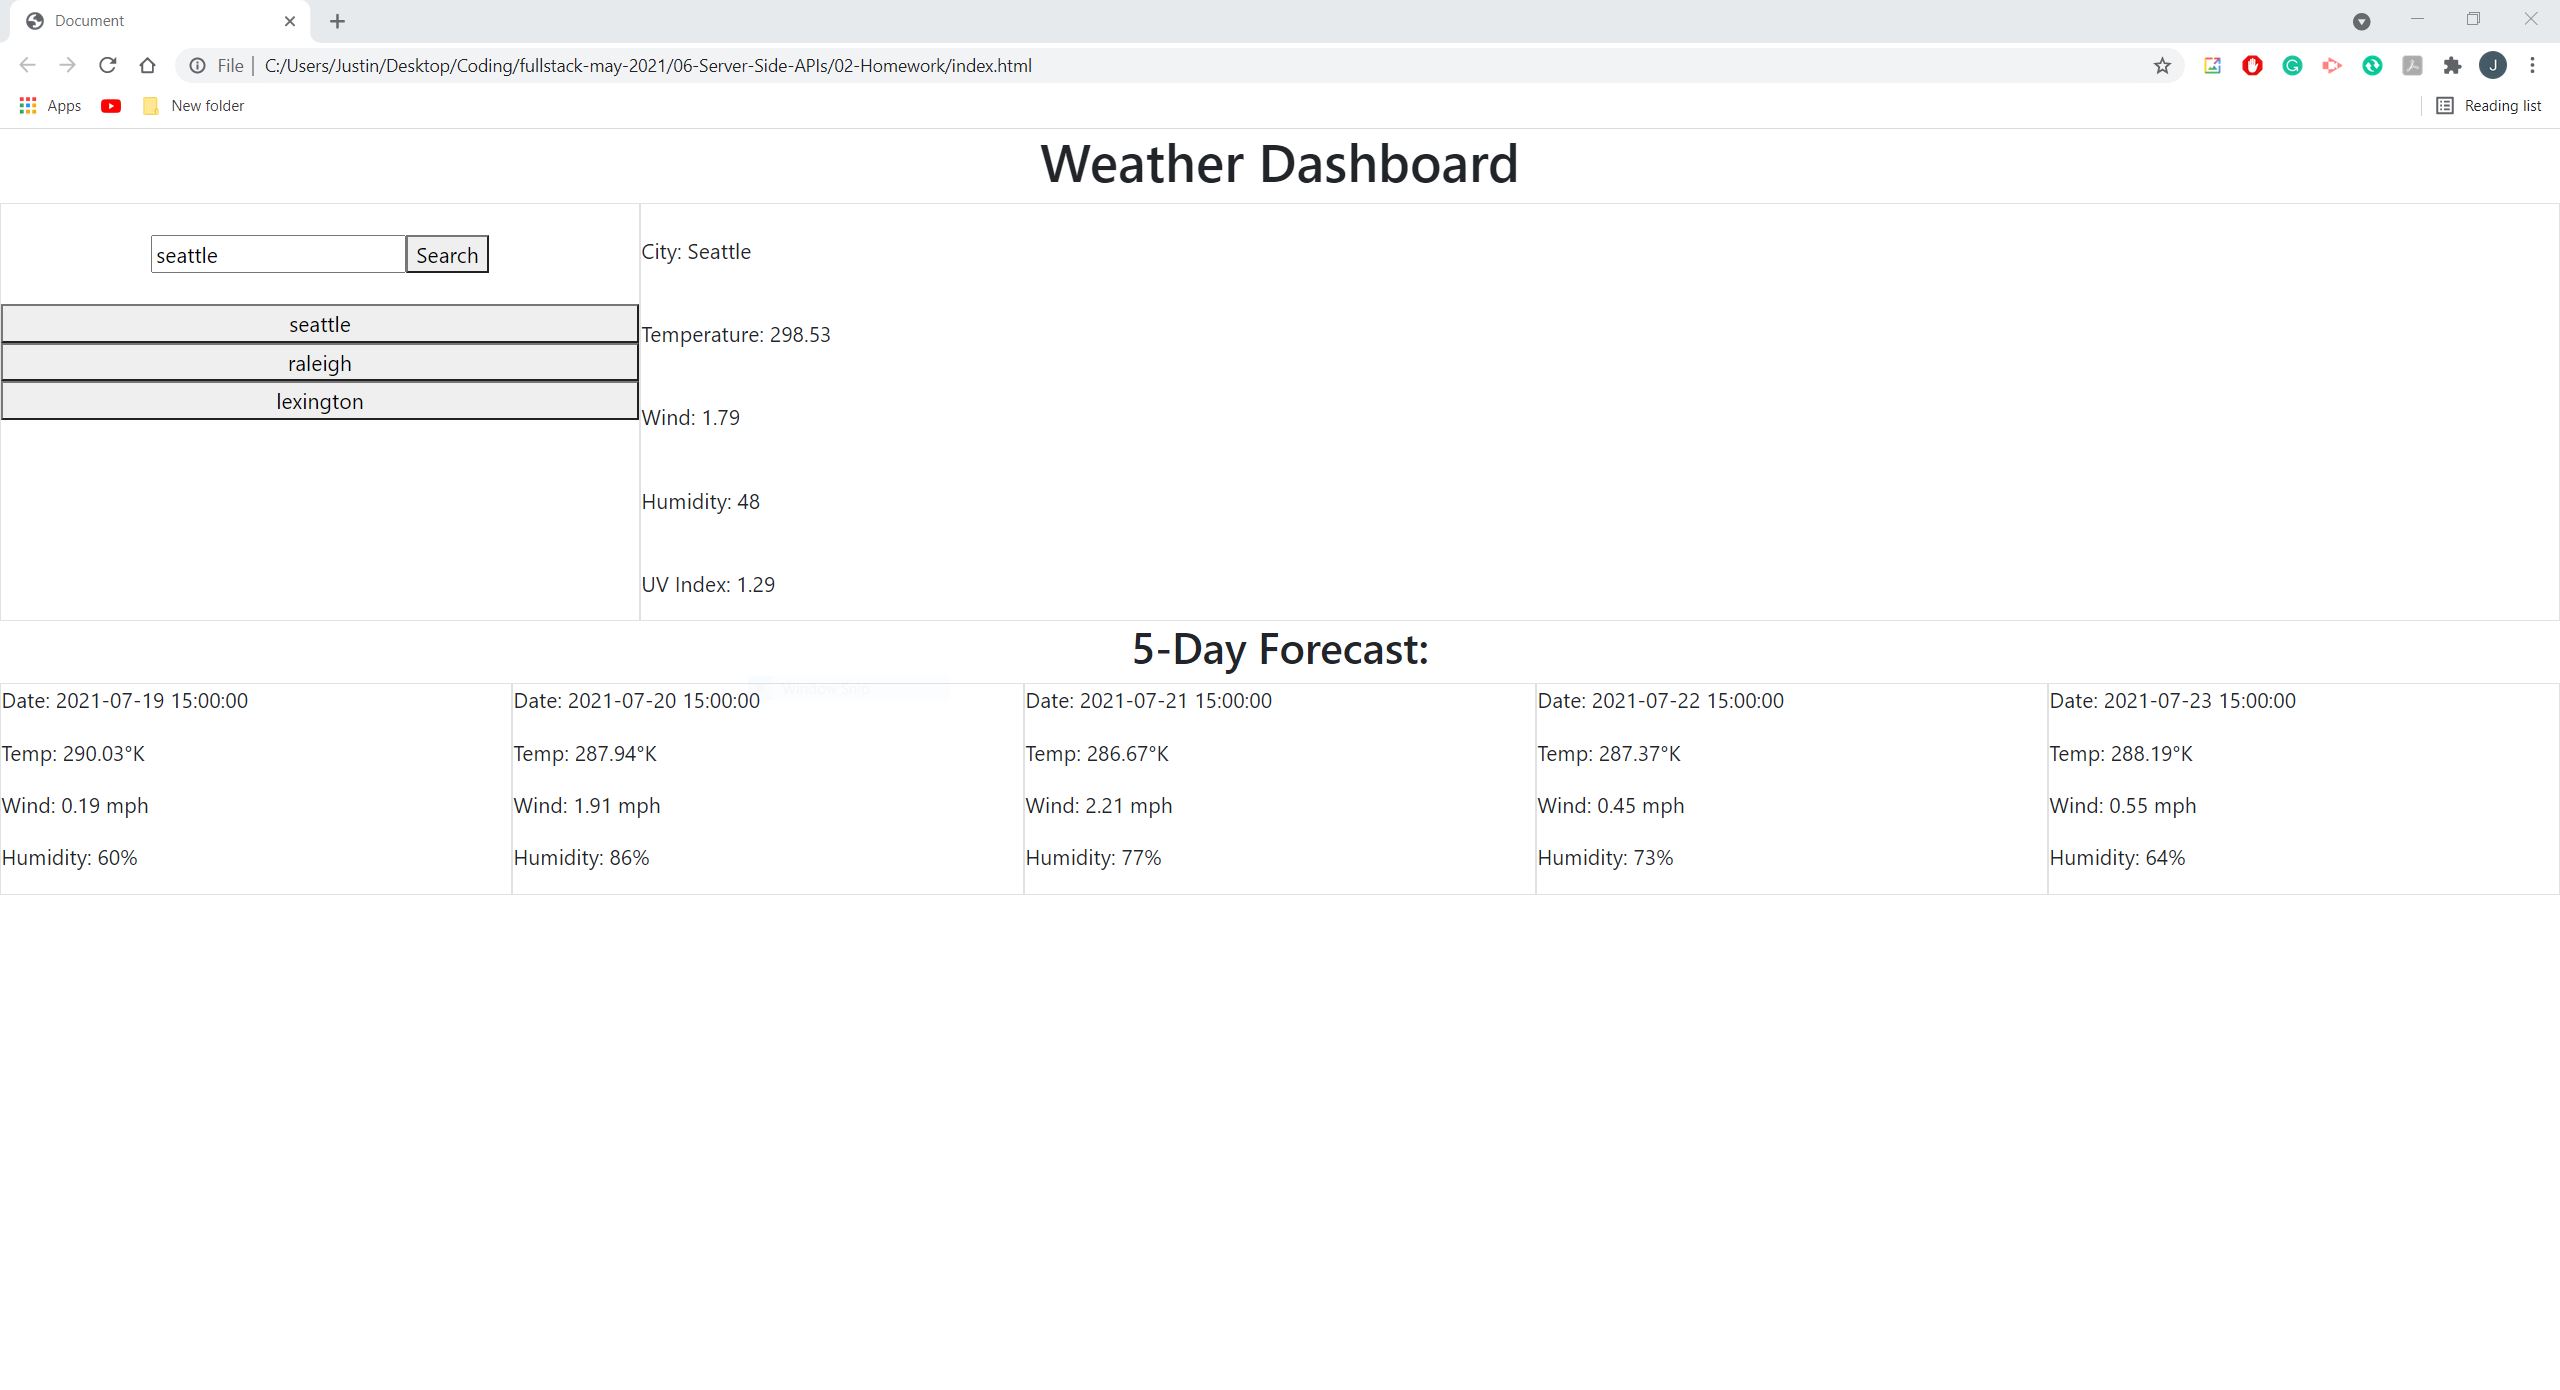 Document
File
C:/Users/Justin/Desktop/Coding/fullstack-may-2021/06-Server-Side-APIs/02-Homework/index.html
J
Apps
New folder
Reading list
Weather Dashboard
seattle
Search
seattle
raleigh
lexington
City: Seattle
Temperature: 298.53
Wind: 1.79
Humidity: 48
UV Index: 1.29
5-Day Forecast:
Window Snip
Date: 2021-07-19 15:00:00
Temp: 290.03°K
Wind: 0.19 mph
Humidity: 60%
Date: 2021-07-20 15:00:00
Temp: 287.94°K
Wind: 1.91 mph
Humidity: 86%
Date: 2021-07-21 15:00:00
Temp: 286.67°K
Wind: 2.21 mph
Humidity: 77%
Date: 2021-07-22 15:00:00
Temp: 287.37°K
Wind: 0.45 mph
Humidity: 73%
Date: 2021-07-23 15:00:00
Temp: 288.19°K
Wind: 0.55 mph
Humidity: 64%